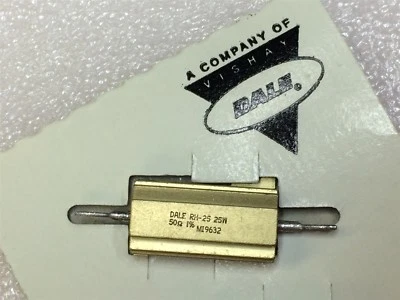 A COMPANY OF
VISHAY
DALE®
DALE RH-25 25W
50Ω 1% M19632